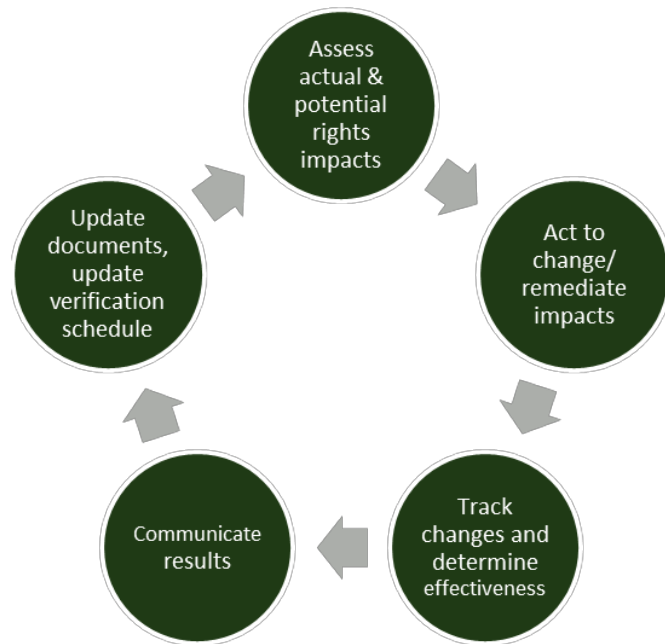 Assess
actual &
potential
rights
impacts
Act to
change/
remediate
impacts
Track
changes and
determine
effectiveness
Communicate
results
Update
documents,
update
verification
schedule